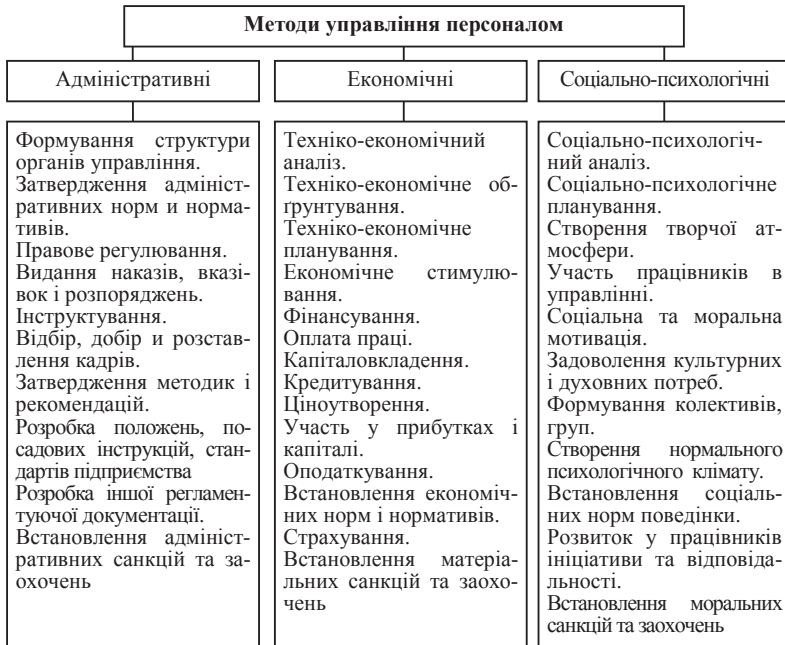 Методи управління персоналом
Адміністративні
Економічні
Соціально-психологічні
Формування структури
органів управління.
Затвердження адмініст-
ративних норм и норма-
тивів.
Правове регулювання.
Видання наказів, вказі-
вок і розпоряджень.
Інструктування.
Відбір, добір и розстав-
лення кадрів.
Затвердження методик і
рекомендацій.
Розробка положень, по-
садових інструкцій, стан-
дартів підприємства
Розробка іншої регламен-
туючої документації.
Встановлення адмініст-
ративних санкцій та за-
охочень
Техніко-економічний
аналіз.
Техніко-економічне об-
ґрунтування.
Техніко-економічне
планування.
Економічне стимулю-
вання.
Фінансування.
Оплата праці.
Капіталовкладення.
Кредитування.
Ціноутворення.
Участь у прибутках і
капіталі.
Оподаткування.
Встановлення економіч-
них норм і нормативів.
Страхування.
Встановлення матеріа-
льних санкцій та заохо-
чень
Соціально-психологіч-
ний аналіз.
Соціально-психологічне
планування.
Створення творчої ат-
мосфери.
Участь працівників в
управлінні.
Соціальна та моральна
мотивація.
Задоволення культурних
і духовних потреб.
Формування колективів,
груп.
Створення нормального
психологічного клімату.
Встановлення соціаль-
них норм поведінки.
Розвиток у працівників
ініціативи та відповіда-
льності.
Встановлення моральних
санкцій та заохочень